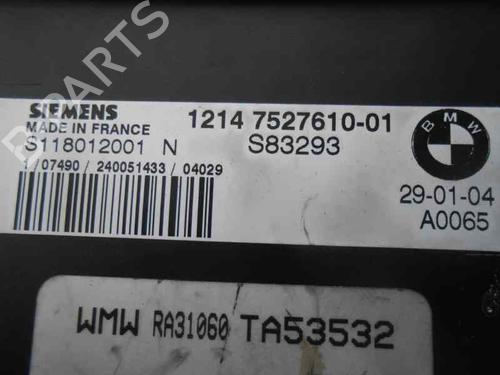 SIEMENS
MADE IN FRANCE
1214 7527610-01
S118012001 N
S83293
BMW
/07490 / 240051433 / 04029
29-01-04
A0065
WMW RA31060 TA53532